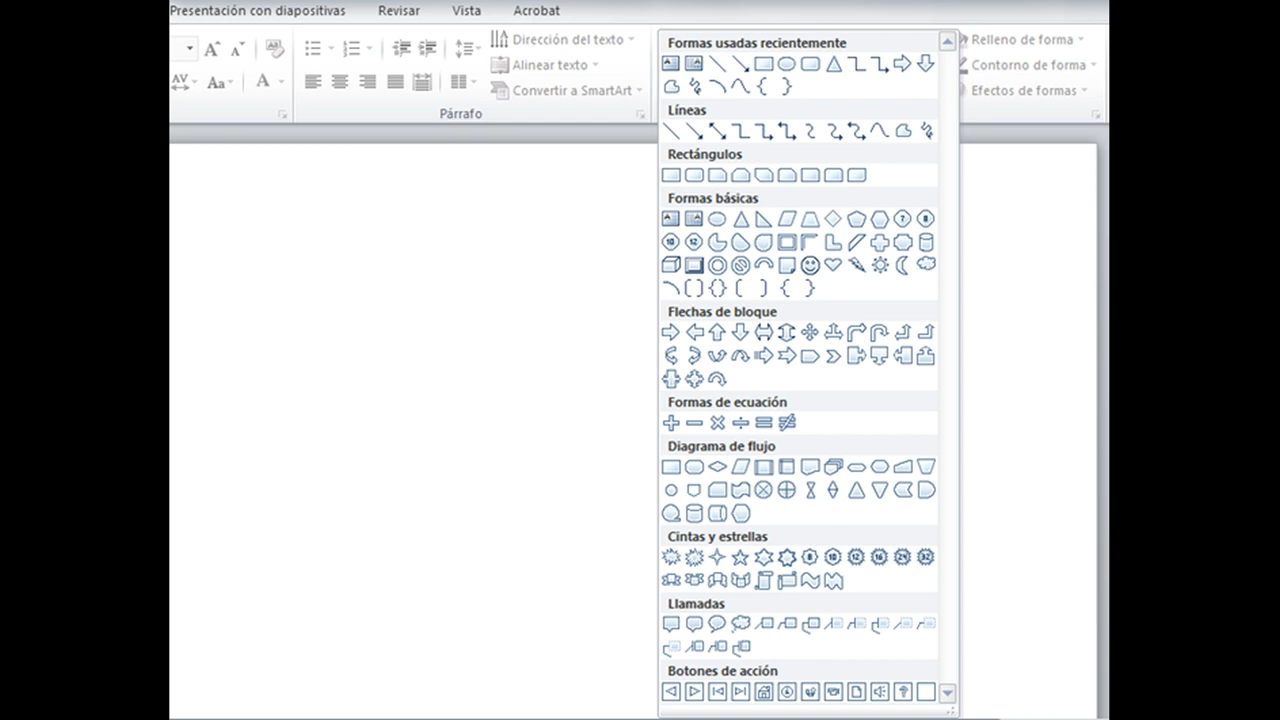 Presentación con diapositivas Revisar Vista Acrobat
Dirección del texto
Alinear texto
Convertir a SmartArt
Párrafo
Formas usadas recientemente
Líneas
Rectángulos
Formas básicas
Flechas de bloque
Formas de ecuación
Diagrama de flujo
Cintas y estrellas
Llamadas
Botones de acción
Relleno de forma
Contorno de forma
Efectos de formas